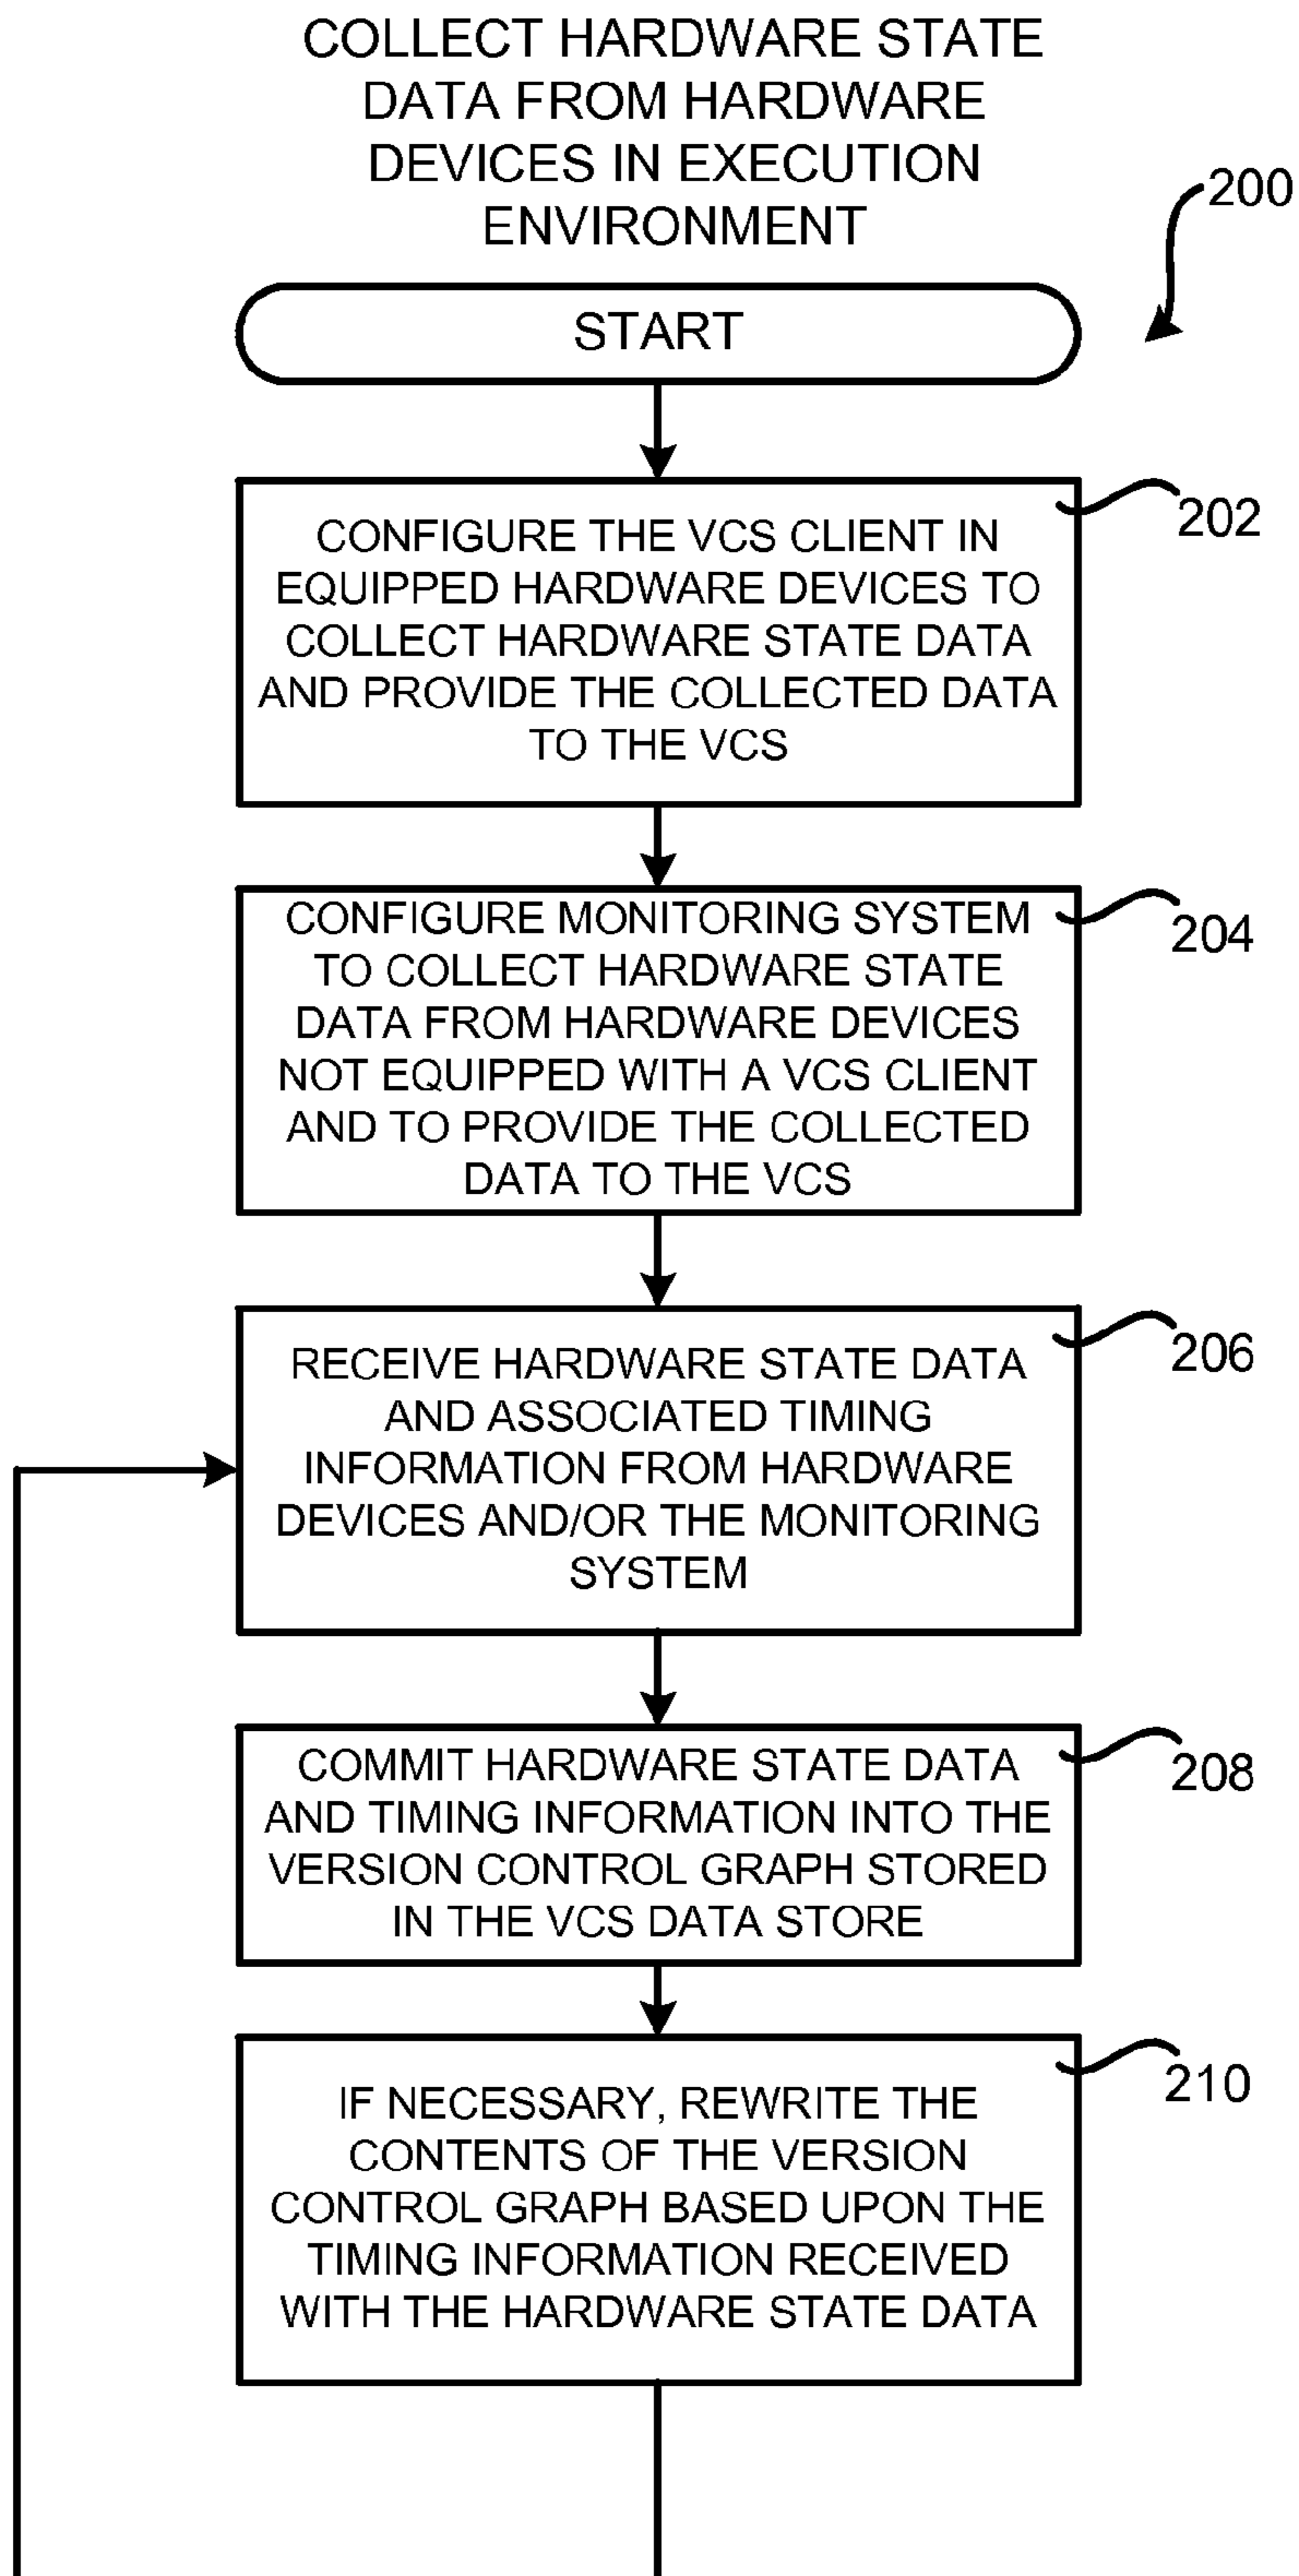 COLLECT HARDWARE STATE
DATA FROM HARDWARE
DEVICES IN EXECUTION
ENVIRONMENT
200
START
202
CONFIGURE THE VCS CLIENT IN
EQUIPPED HARDWARE DEVICES TO
COLLECT HARDWARE STATE DATA
AND PROVIDE THE COLLECTED DATA
TO THE VCS
204
CONFIGURE MONITORING SYSTEM
TO COLLECT HARDWARE STATE
DATA FROM HARDWARE DEVICES
NOT EQUIPPED WITH A VCS CLIENT
AND TO PROVIDE THE COLLECTED
DATA TO THE VCS
206
RECEIVE HARDWARE STATE DATA
AND ASSOCIATED TIMING
INFORMATION FROM HARDWARE
DEVICES AND/OR THE MONITORING
SYSTEM
208
COMMIT HARDWARE STATE DATA
AND TIMING INFORMATION INTO THE
VERSION CONTROL GRAPH STORED
IN THE VCS DATA STORE
210
IF NECESSARY, REWRITE THE
CONTENTS OF THE VERSION
CONTROL GRAPH BASED UPON THE
TIMING INFORMATION RECEIVED
WITH THE HARDWARE STATE DATA